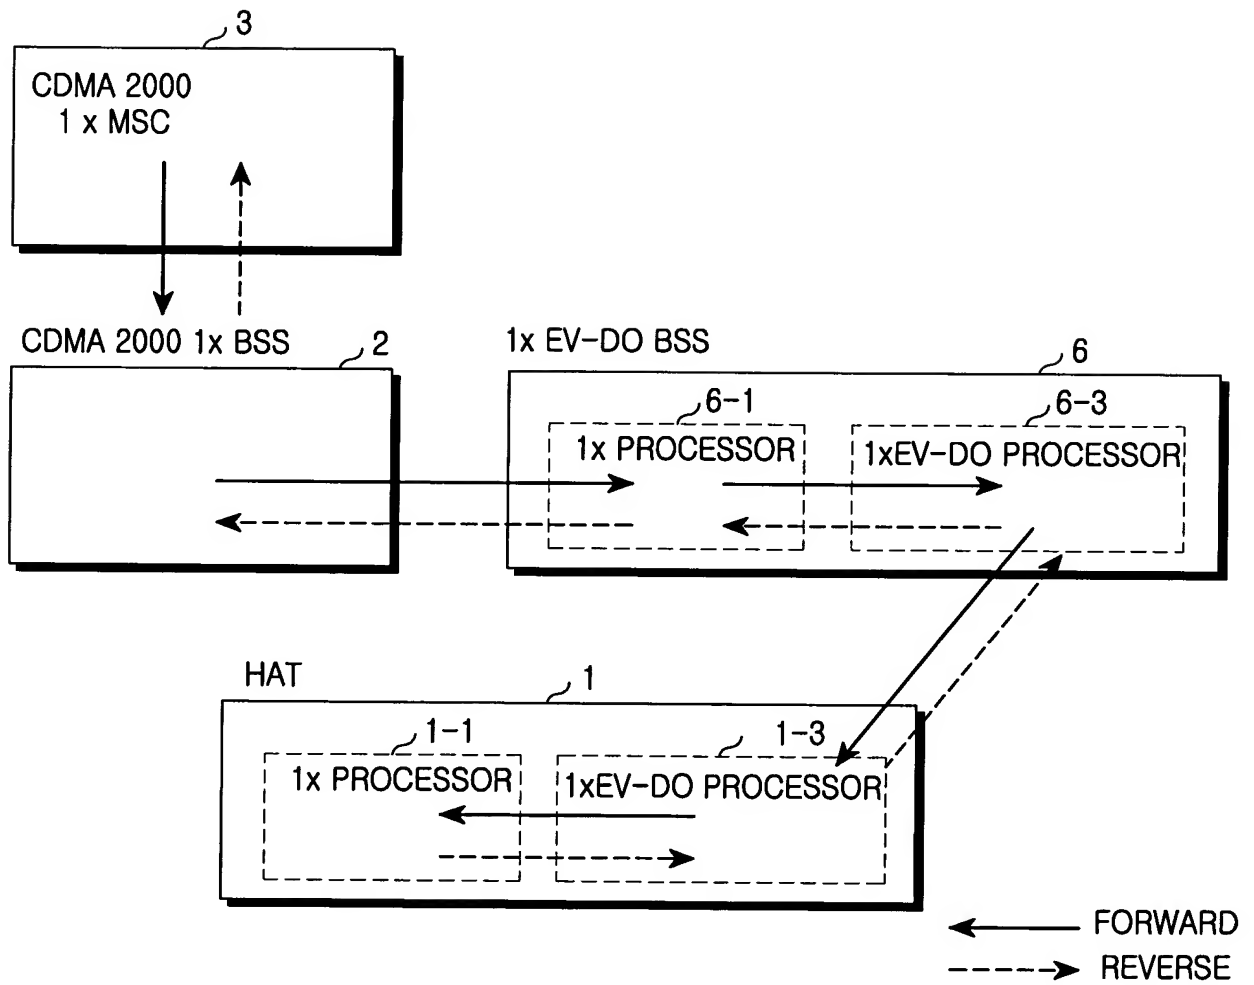 3
CDMA 2000
1 x MSC
CDMA 2000 1x BSS
2
1x EV-DO BSS
6
6-1
6-3
1x PROCESSOR
1xEV-DO PROCESSOR
HAT
1
1-1
1-3
1x PROCESSOR
1xEV-DO PROCESSOR
FORWARD
REVERSE